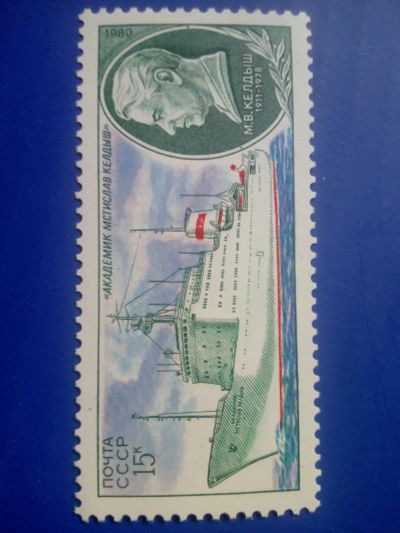 1980
М.В.КЕЛДЫШ
1911-1978
«АКАДЕМИК МСТИСЛАВ КЕЛДЫШ»
ПОЧТА
СССР
15к